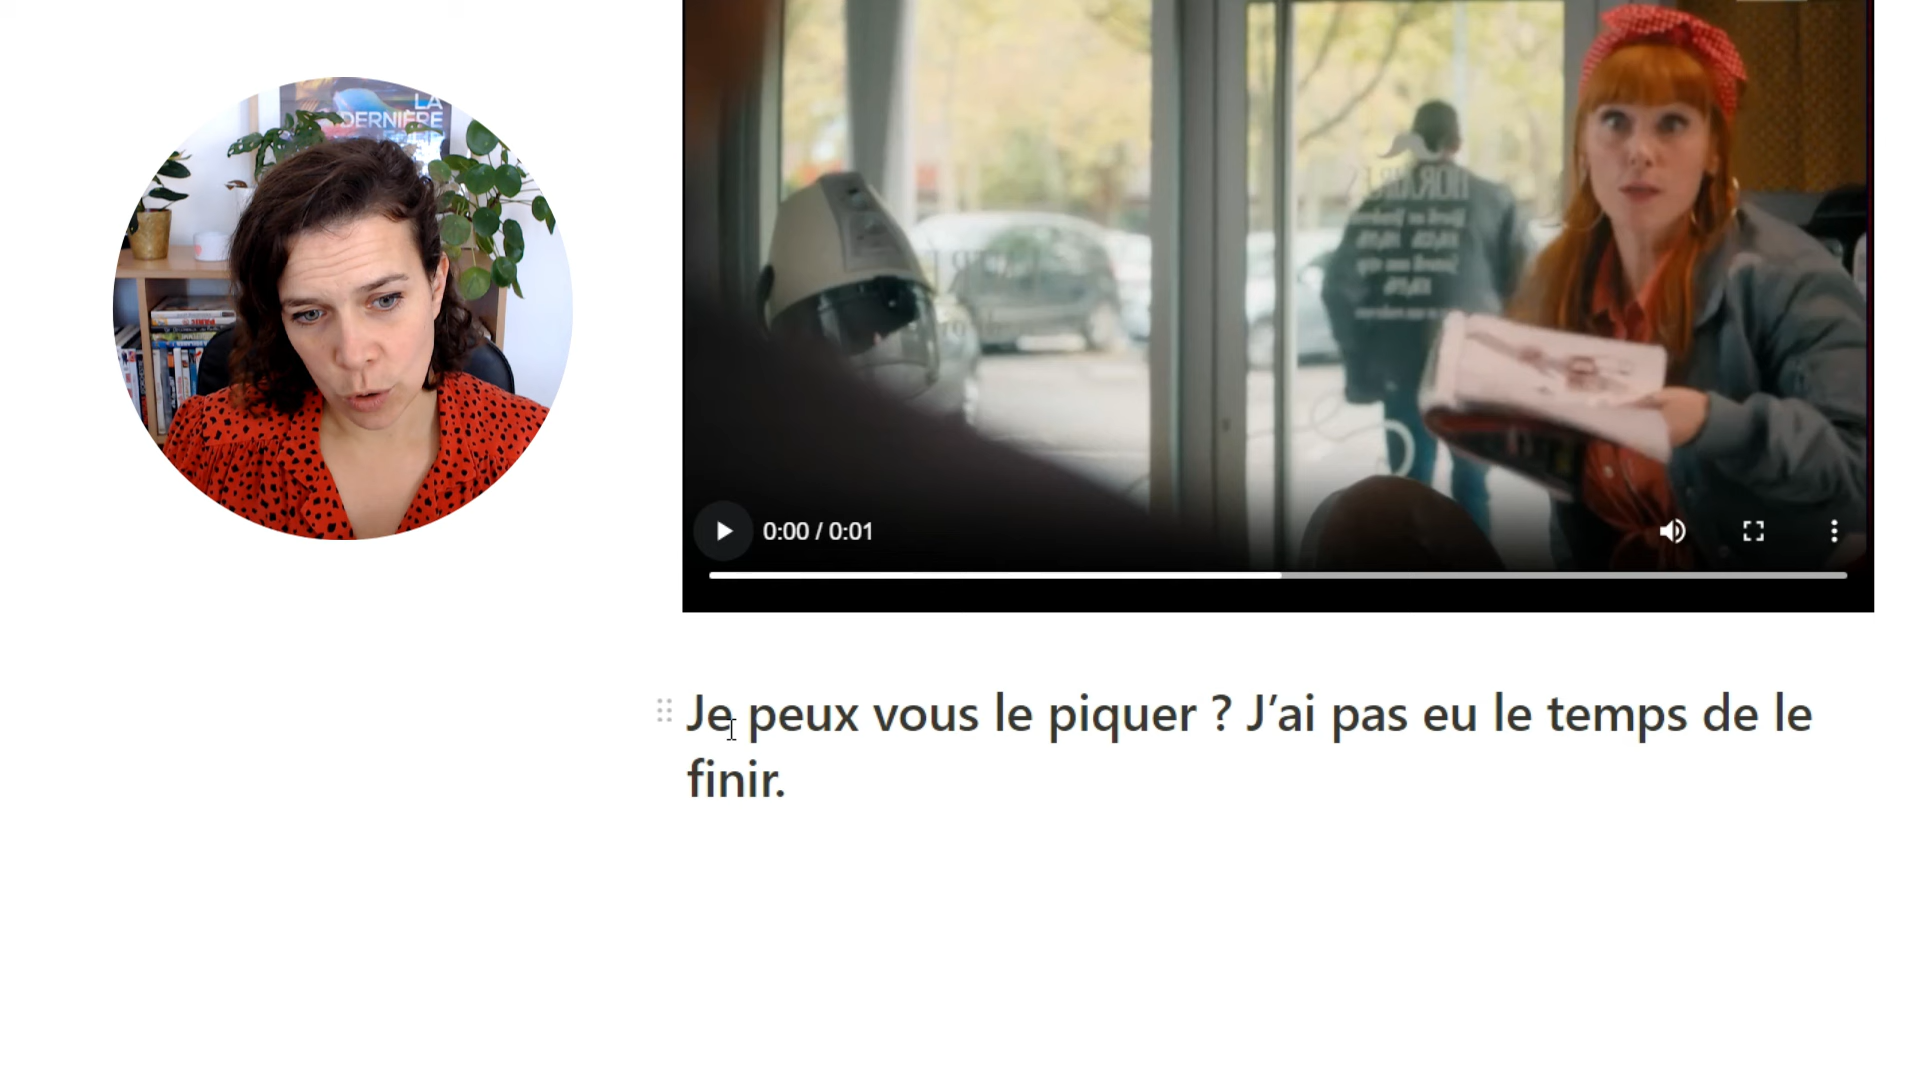 LA
DERNIÈRE
0:00 / 0:01
Je peux vous le piquer ? J’ai pas eu le temps de le
finir.